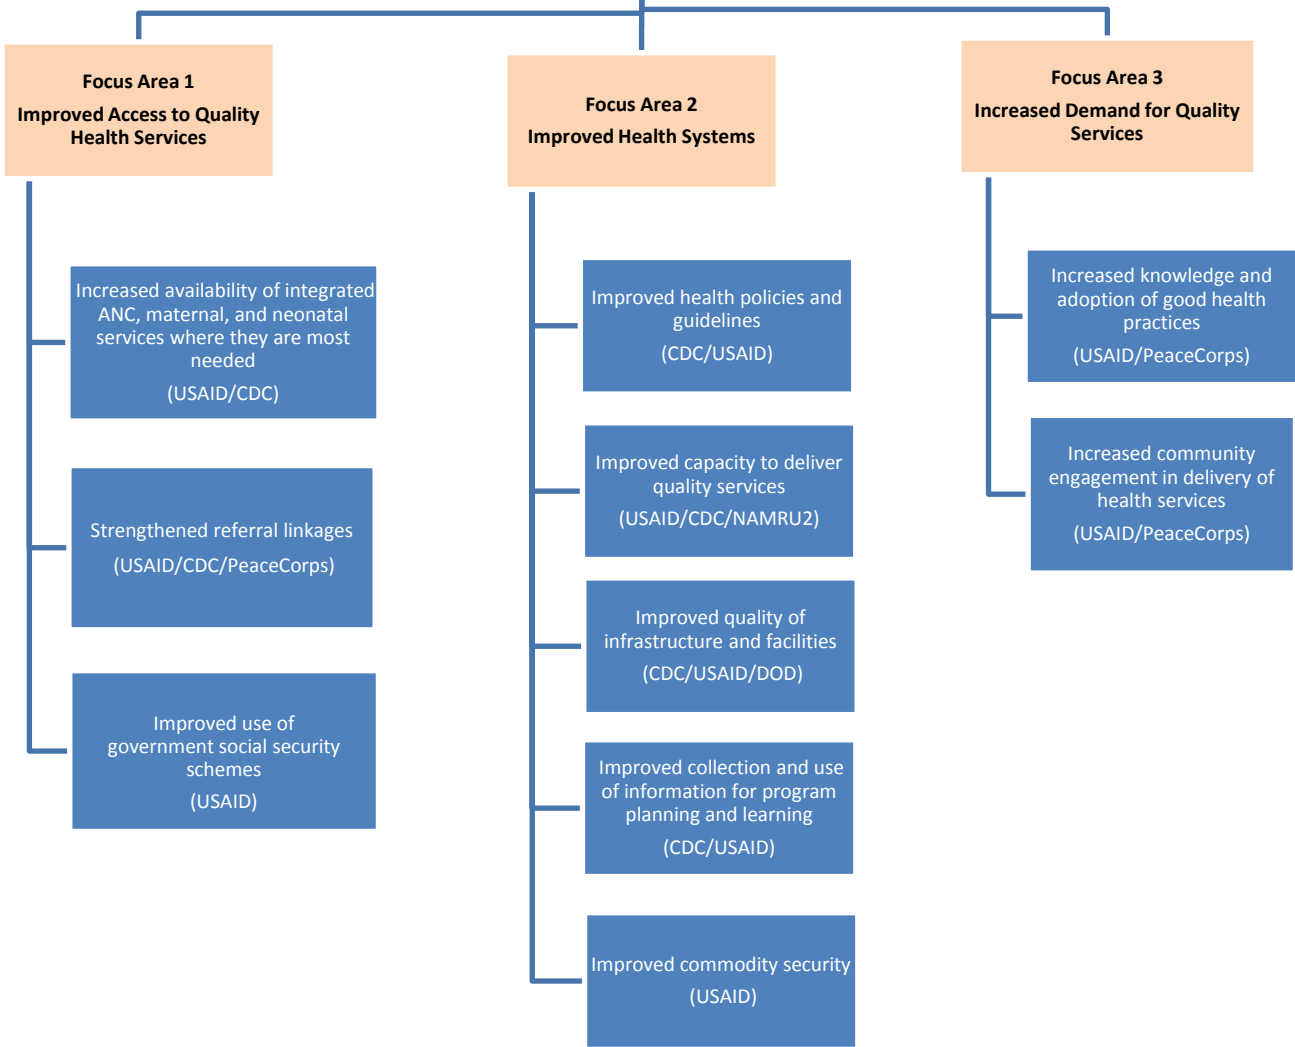 Focus Area 1
Improved Access to Quality
Health Services
Increased availability of integrated
ANC, maternal, and neonatal
services where they are most
needed
(USAID/CDC)
Strengthened referral linkages
(USAID/CDC/PeaceCorps)
Improved use of
government social security
schemes
(USAID)
Focus Area 2
Improved Health Systems
Improved health policies and
guidelines
(CDC/USAID)
Improved capacity to deliver
quality services
(USAID/CDC/NAMRU2)
Improved quality of
infrastructure and facilities
(CDC/USAID/DOD)
Improved collection and use
of information for program
planning and learning
(CDC/USAID)
Improved commodity security
(USAID)
Focus Area 3
Increased Demand for Quality
Services
Increased knowledge and
adoption of good health
practices
(USAID/PeaceCorps)
Increased community
engagement in delivery of
health services
(USAID/PeaceCorps)